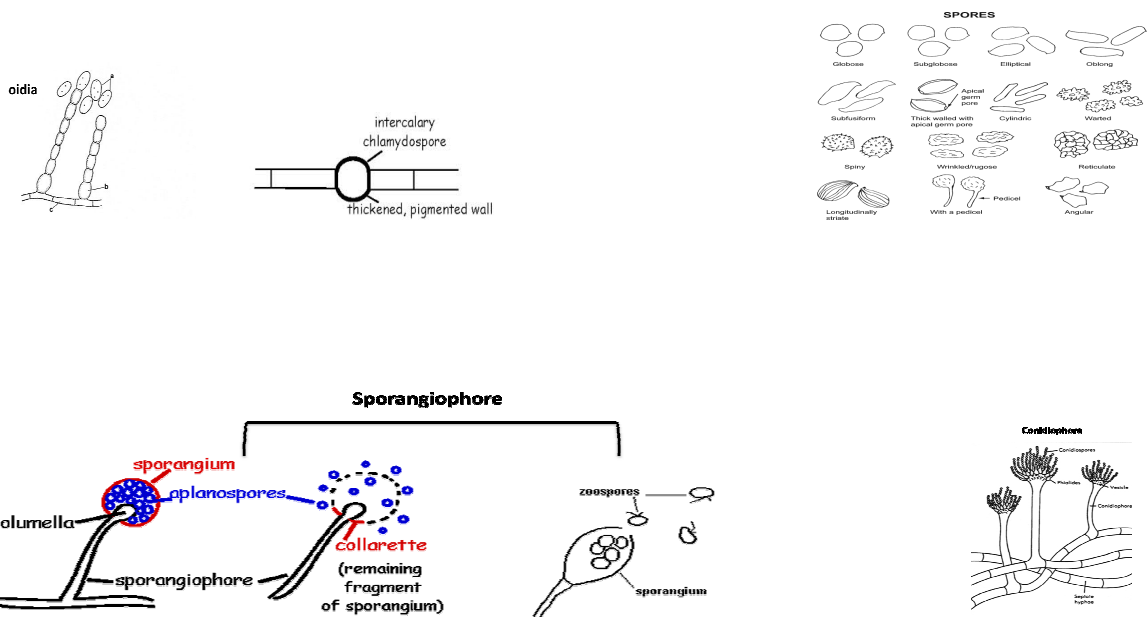 oidia
a
b
c
intercalary
chlamydospore
thickened, pigmented wall
SPORES
Globose
Subglobose
Elliptical
Oblong
Subfusiform
Apical
germ
pore
Thick walled with
apical germ pore
Cylindric
Warted
Spiny
Wrinkled/rugose
Reticulate
Longitudinally
striate
With a pedicel
Pedicel
Angular
Sporangiophore
sporangium
aplanospores
olumella
collarette
sporangiophore
(remaining
fragment
of sporangium)
zoospores
sporangium
Conidiophore
Conidiospores
Phialides
Vesicle
Conidiophore
Septate
hyphae